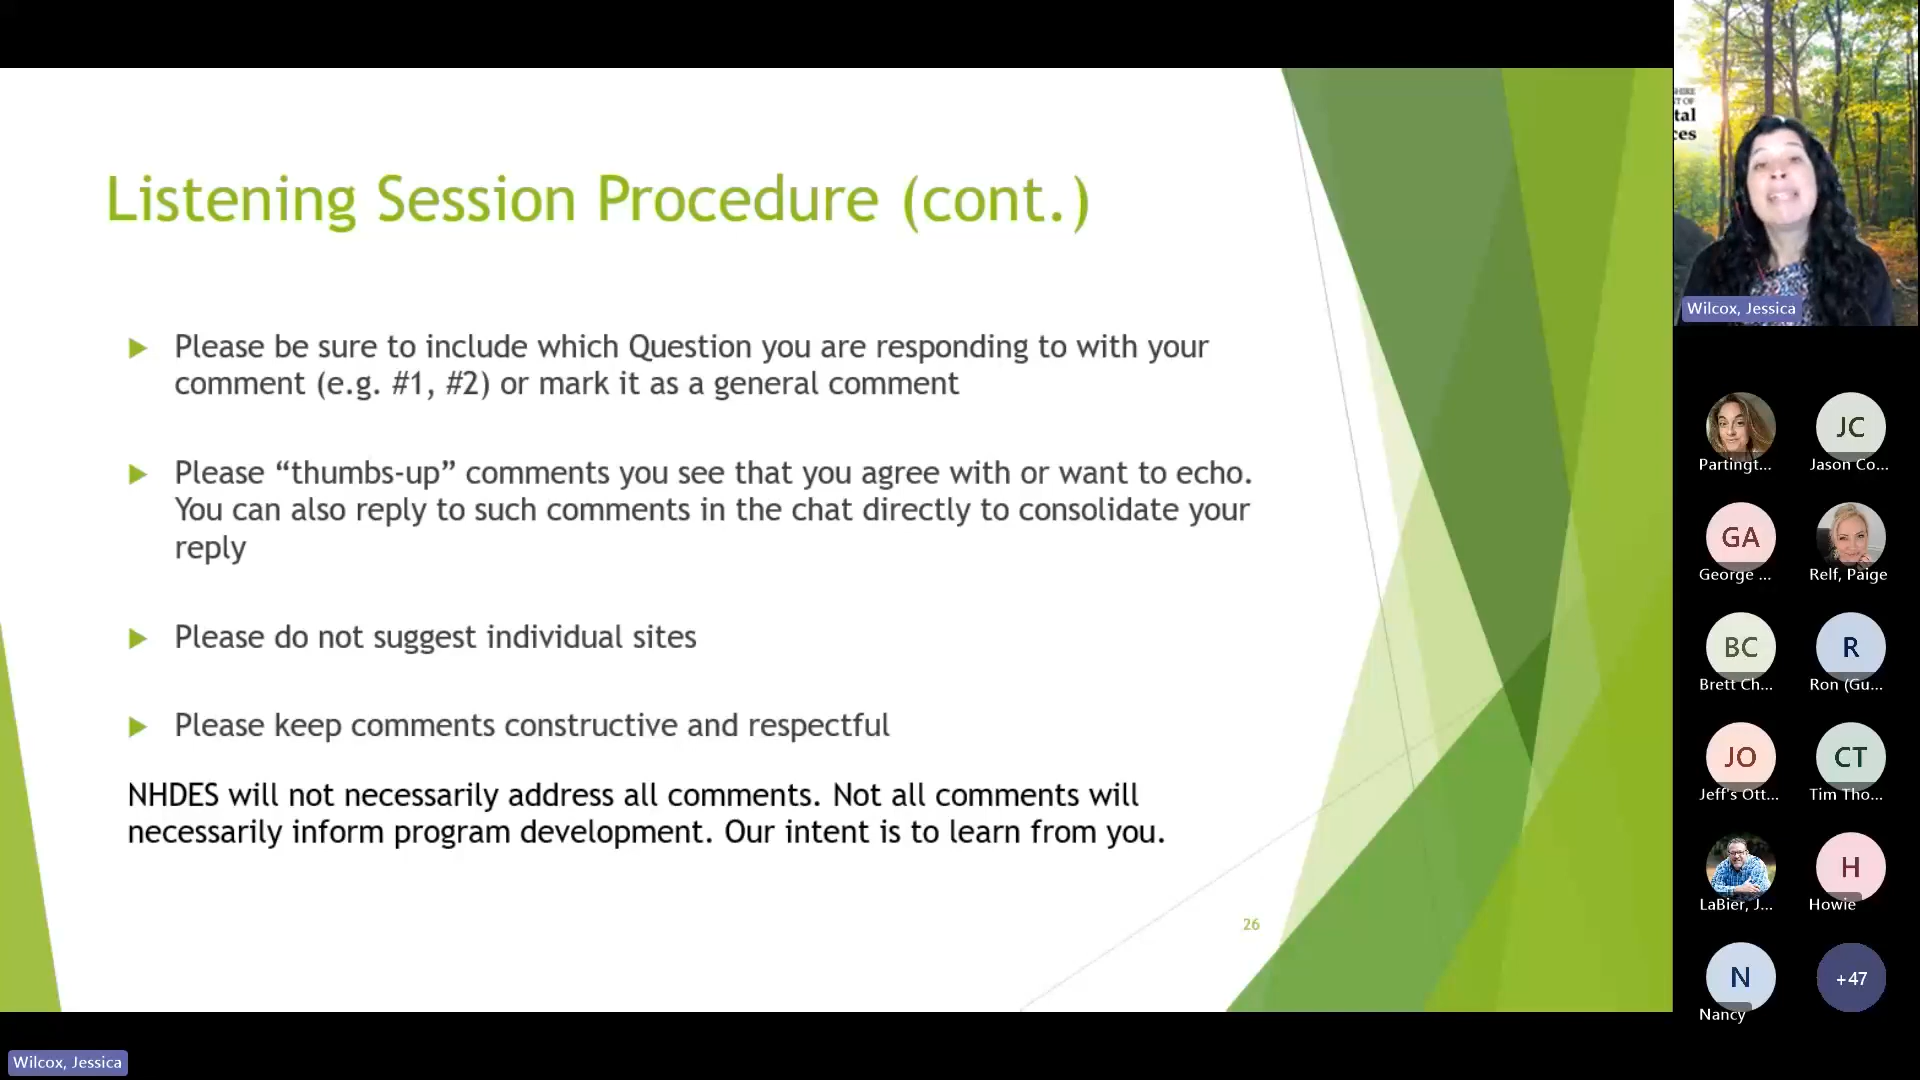 Listening Session Procedure (cont.)
Please be sure to include which Question you are responding to with your
comment (e.g. #1, #2) or mark it as a general comment
Please “thumbs-up” comments you see that you agree with or want to echo.
You can also reply to such comments in the chat directly to consolidate your
reply
Please do not suggest individual sites
Please keep comments constructive and respectful
NHDES will not necessarily address all comments. Not all comments will
necessarily inform program development. Our intent is to learn from you.
26
Wilcox, Jessica
HIRE
T OF
tal
ces
Wilcox, Jessica
Partingt...
JC
Jason Co...
GA
George ...
Relf, Paige
BC
Brett Ch...
R
Ron (Gu...
JO
Jeff's Ott...
CT
Tim Tho...
LaBier, J...
H
Howie
N
Nancy
+47